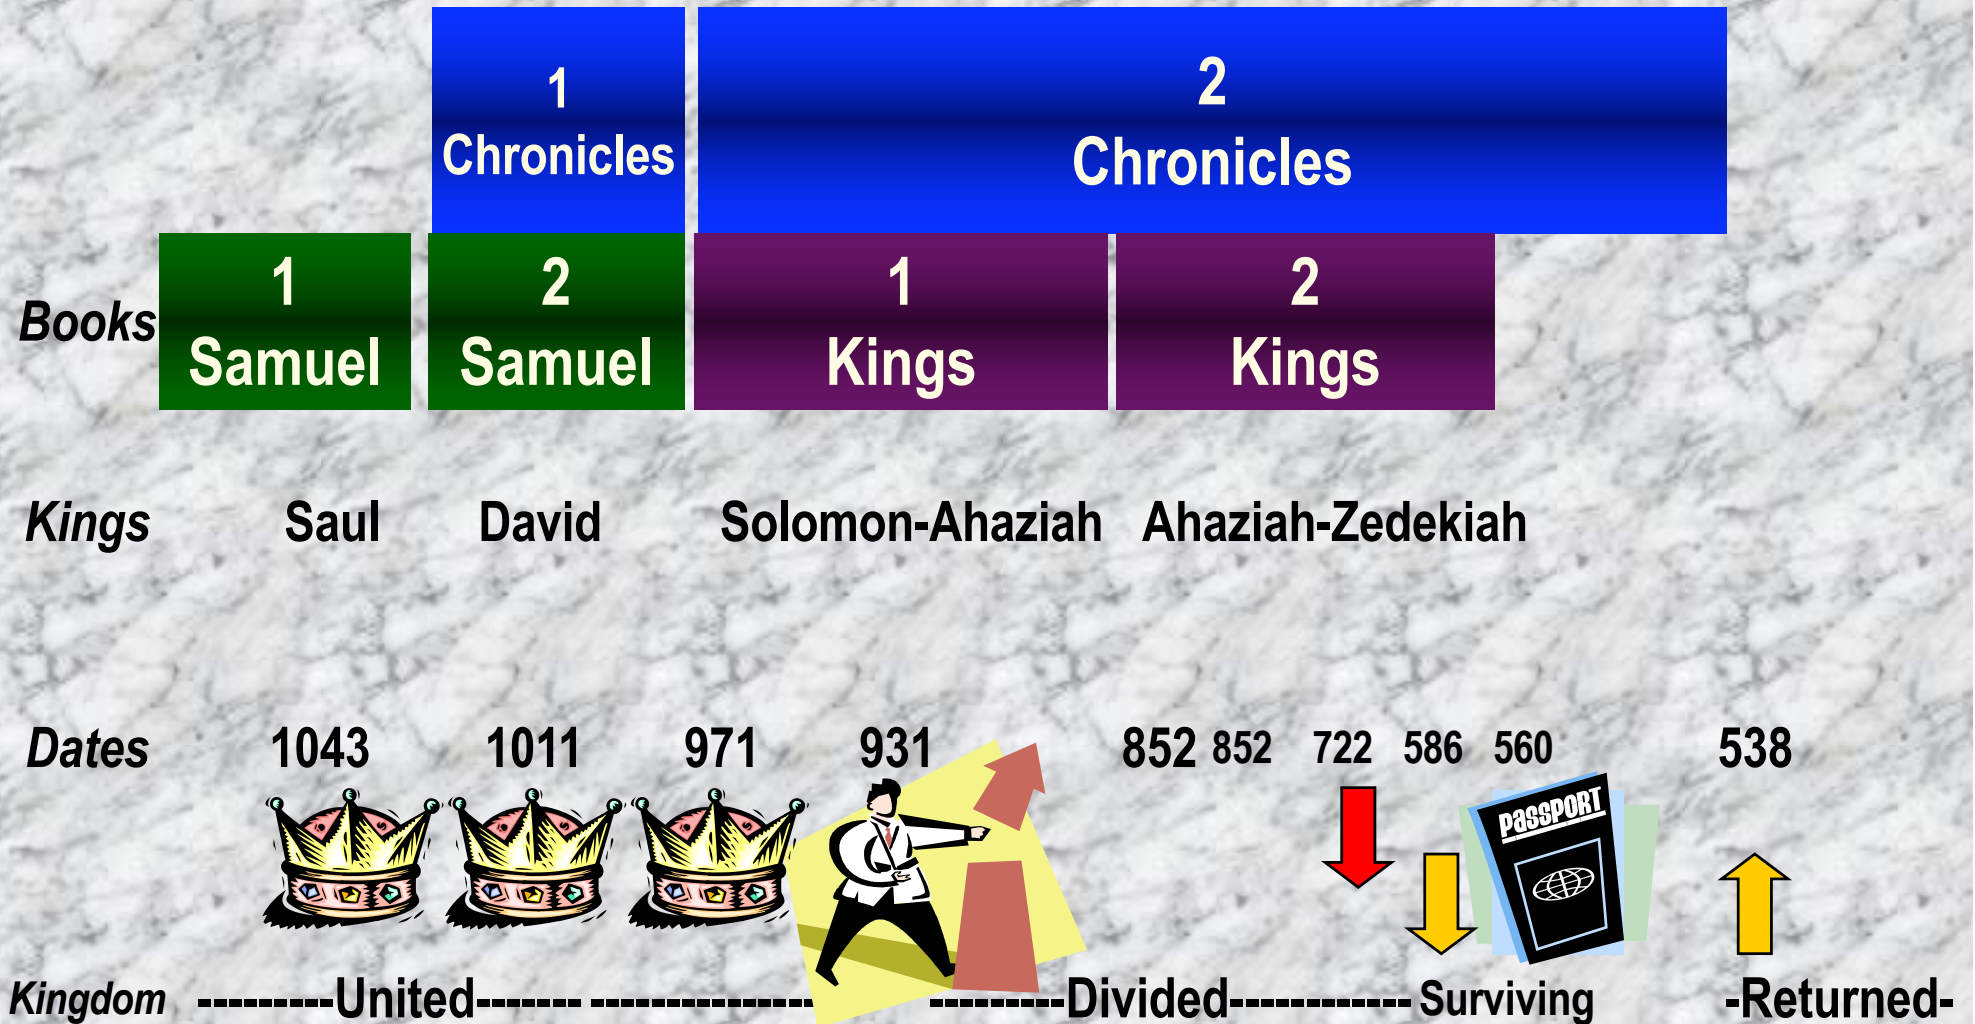 1
Chronicles
2
Chronicles
Books
1
Samuel
2
Samuel
1
Kings
2
Kings
Kings Saul David Solomon-Ahaziah Ahaziah-Zedekiah
Dates 1043 1011 971 931 852 852 722 586 560 538
PASSPORT
Kingdom ---------United------- ---------------- ---------Divided------------ Surviving -Returned-